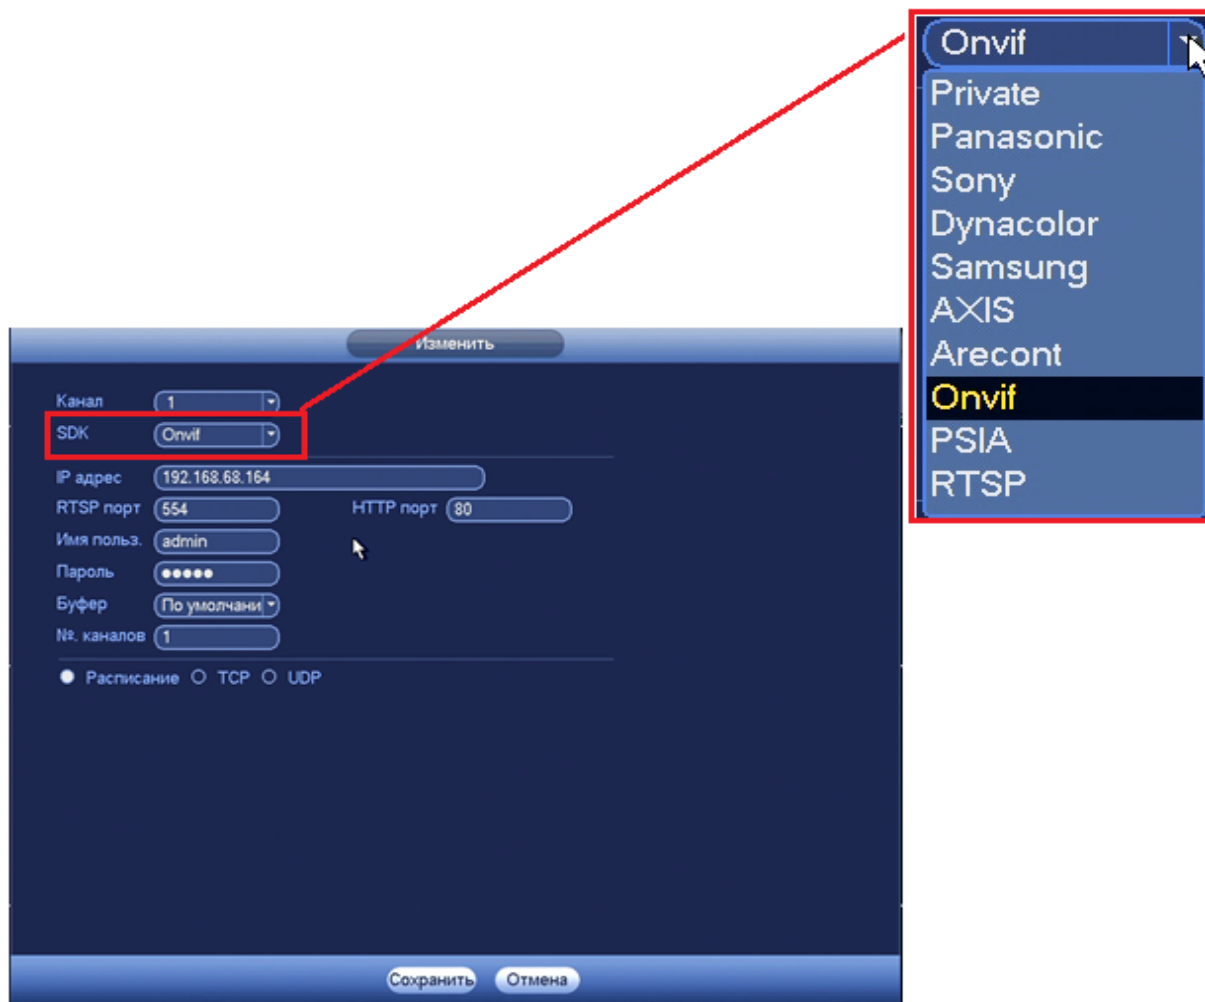 Onvif
Private
Panasonic
Sony
Dynacolor
Samsung
AXIS
Arecont
Onvif
PSIA
RTSP
Изменить
Канал 1
SDK Onvif
IP адрес 192.168.68.164
RTSP порт 554 HTTP порт 80
Имя польз. admin
Пароль •••••
Буфер По умолчани
№. каналов 1
Расписание TCP UDP
Сохранить Отмена